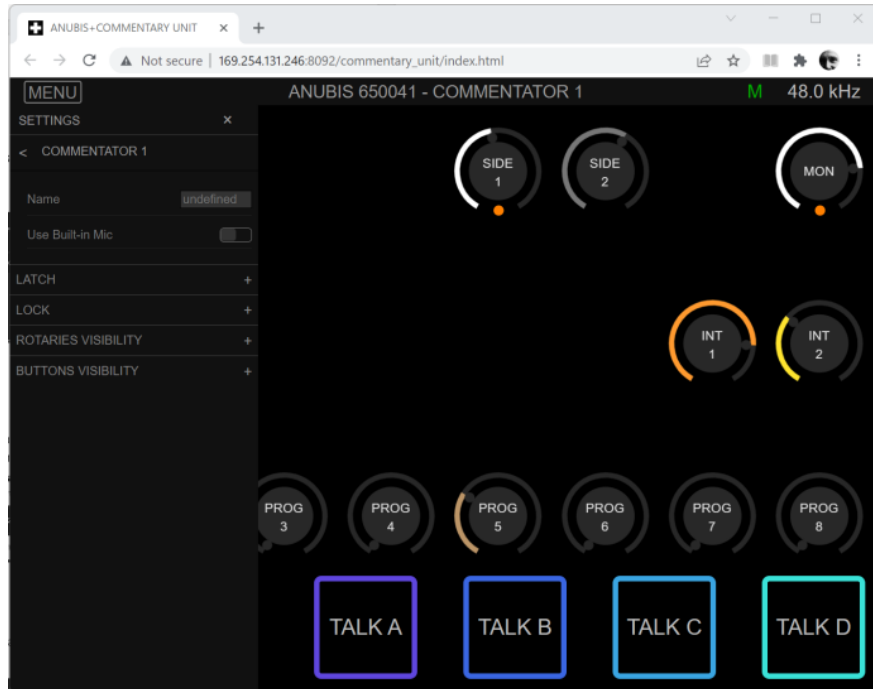 ANUBIS+COMMENTARY UNIT
Not secure | 169.254.131.246:8092/commentary_unit/index.html
MENU
ANUBIS 650041 - COMMENTATOR 1
M
48.0 kHz
SETTINGS ×
< COMMENTATOR 1
Name undefined
Use Built-in Mic
LATCH +
LOCK +
ROTARIES VISIBILITY +
BUTTONS VISIBILITY +
SIDE
1
SIDE
2
MON
INT
1
INT
2
PROG
3
PROG
4
PROG
5
PROG
6
PROG
7
PROG
8
TALK A
TALK B
TALK C
TALK D